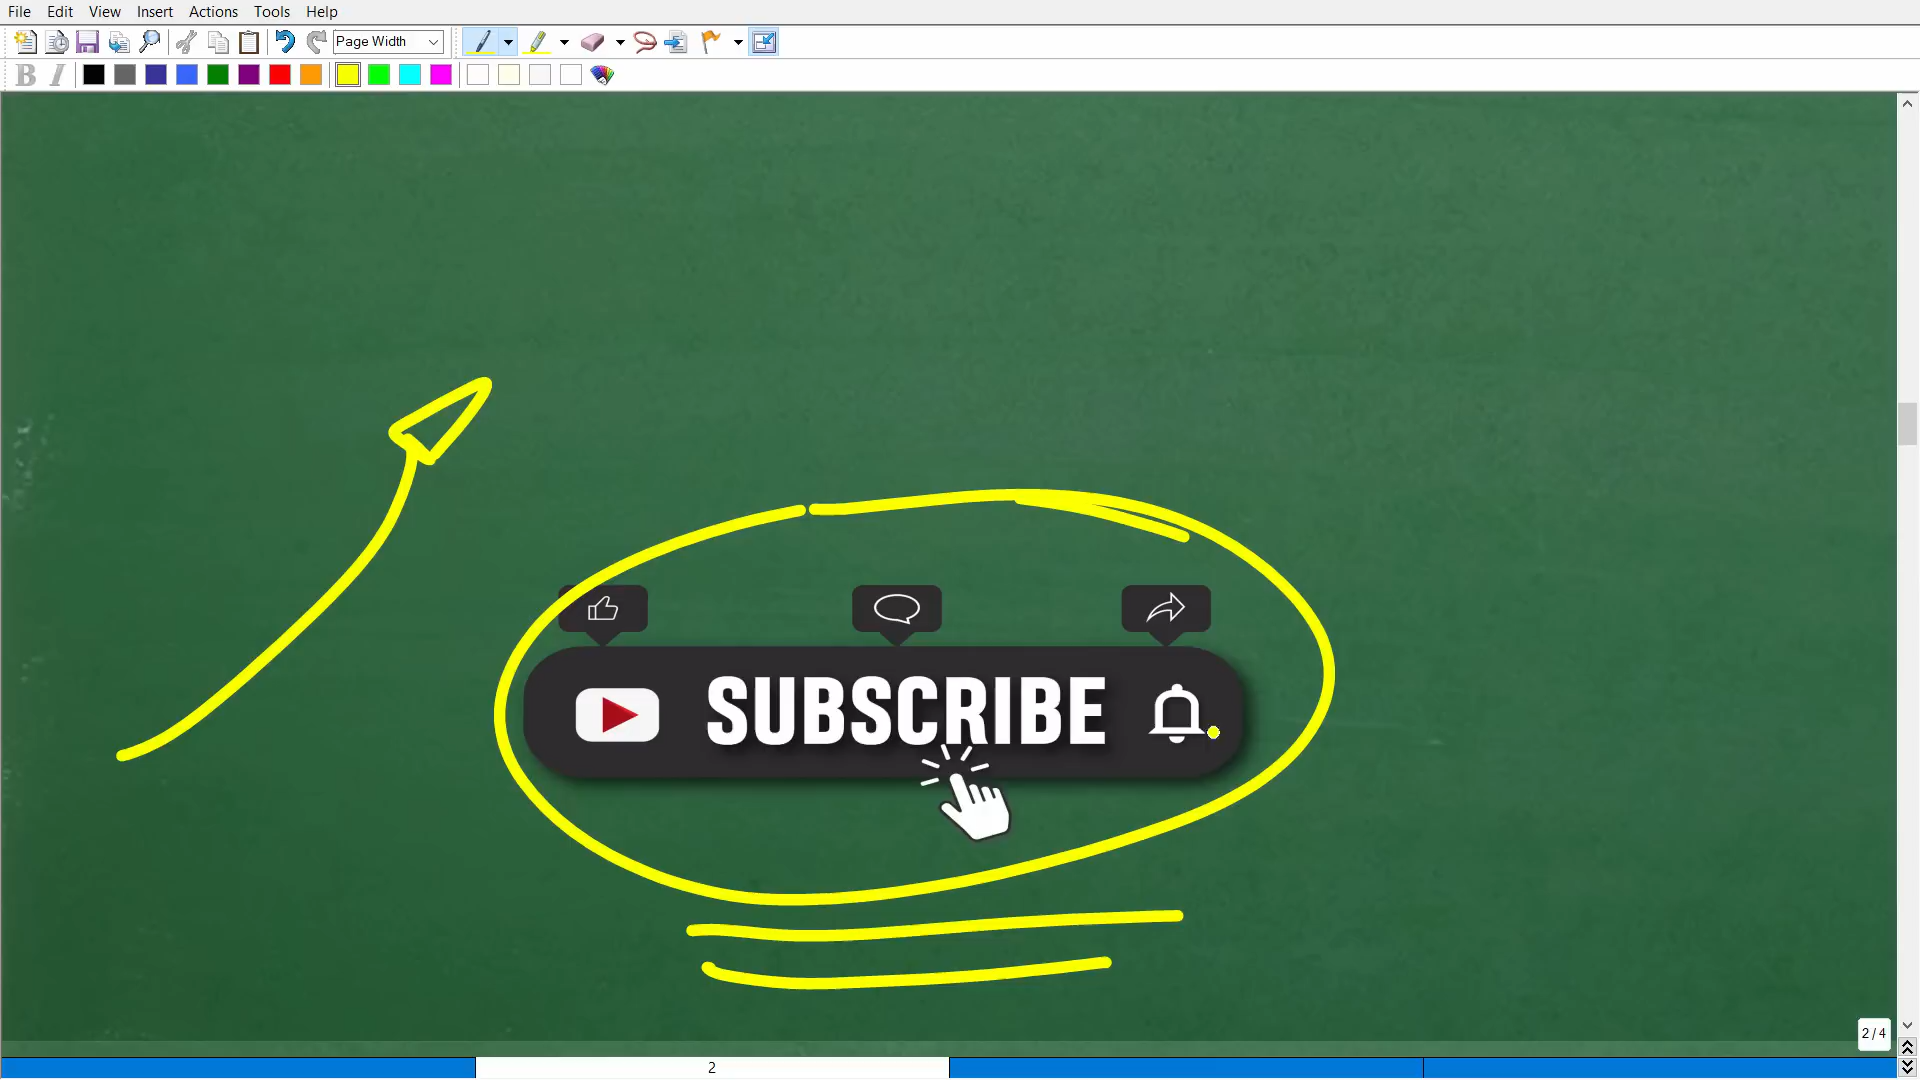 File Edit View Insert Actions Tools Help
Page Width
B I
SUBSCRIBE
2 / 4
2